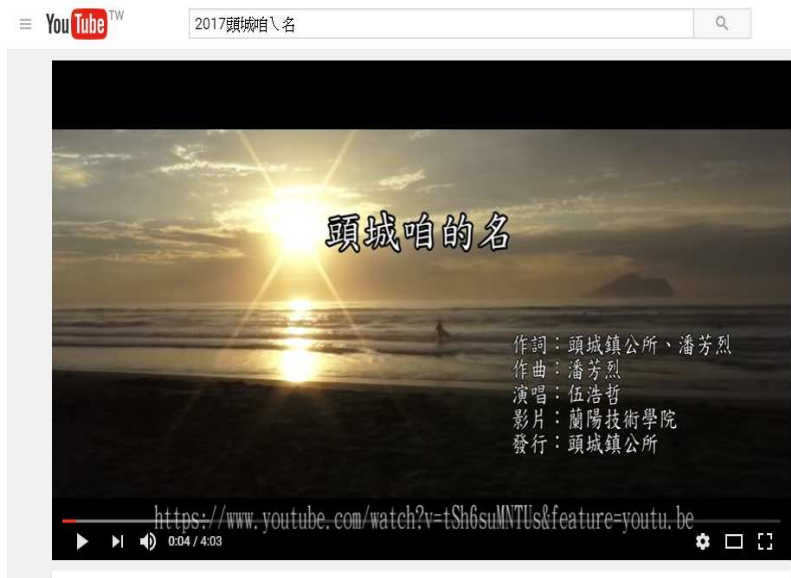 YouTube TW
2017頭城咱ㄟ名
頭城咱的名
作詞：頭城鎮公所、潘芳烈
作曲：潘芳烈
演唱：伍浩哲
影片：蘭陽技術學院
發行：頭城鎮公所
https://www.youtube.com/watch?v=tSh6suMNTUs&feature=youtu.be
0:04 / 4:03